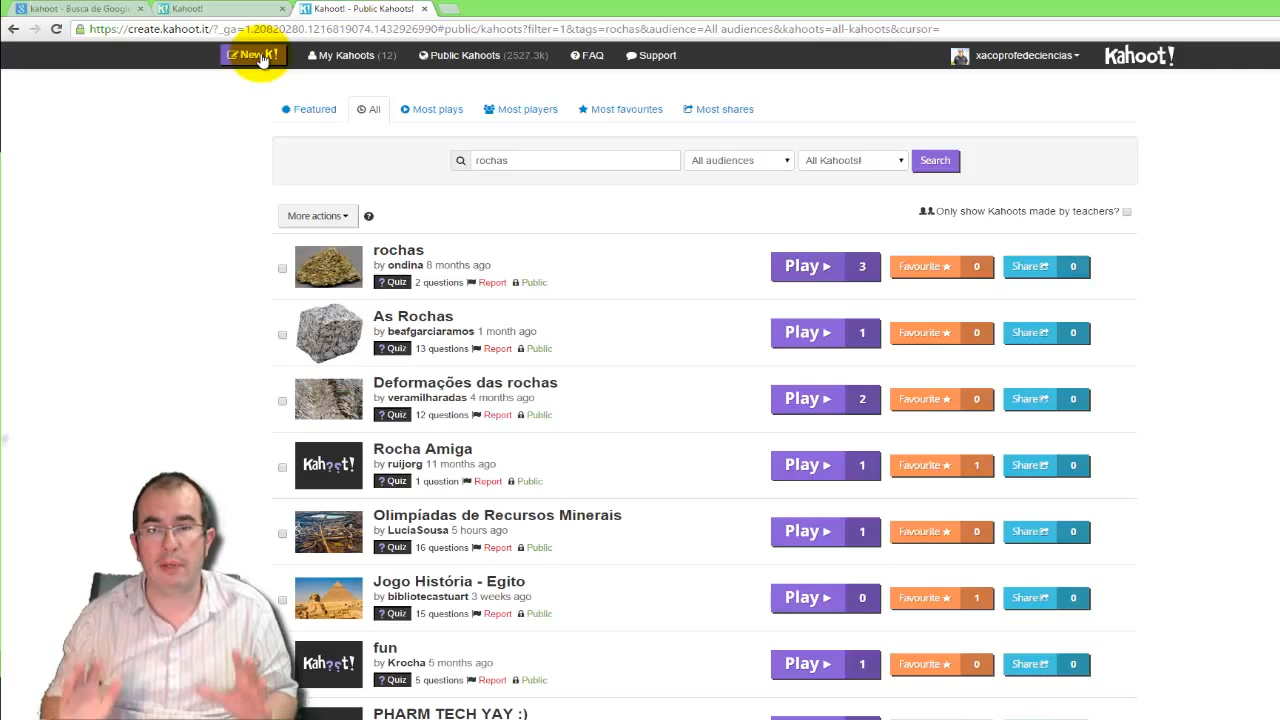 kahoot - Busca de Google
Kahoot!
Kahoot! - Public Kahoots!
https://create.kahoot.it/?_ga=1.20820280.1216819074.1432926990#public/kahoots?filter=1&tags=rochas&audience=All audiences&kahoots=all-kahoots&cursor=
New K!
My Kahoots (12)
Public Kahoots (2527.3k)
FAQ
Support
xacoprofedeciencias
Kahoot!
Featured
All
Most plays
Most players
Most favourites
Most shares
rochas
All audiences
All Kahoots!
Search
More actions
Only show Kahoots made by teachers?
rochas
by ondina 8 months ago
? Quiz 2 questions Report Public
Play 3 Favourite 0 Share 0
As Rochas
by beafgarciaramos 1 month ago
? Quiz 13 questions Report Public
Play 1 Favourite 0 Share 0
Deformações das rochas
by veramilharadas 4 months ago
? Quiz 12 questions Report Public
Play 2 Favourite 0 Share 0
Kahoot!
Rocha Amiga
by ruijorg 11 months ago
? Quiz 1 question Report Public
Play 1 Favourite 1 Share 0
Olimpíadas de Recursos Minerais
by LuciaSousa 5 hours ago
? Quiz 16 questions Report Public
Play 1 Favourite 0 Share 0
Jogo História - Egito
by bibliotecastuart 3 weeks ago
? Quiz 15 questions Report Public
Play 0 Favourite 1 Share 0
Kahoot!
fun
by Krocha 5 months ago
? Quiz 5 questions Report Public
Play 1 Favourite 0 Share 0
PHARM TECH YAY :)